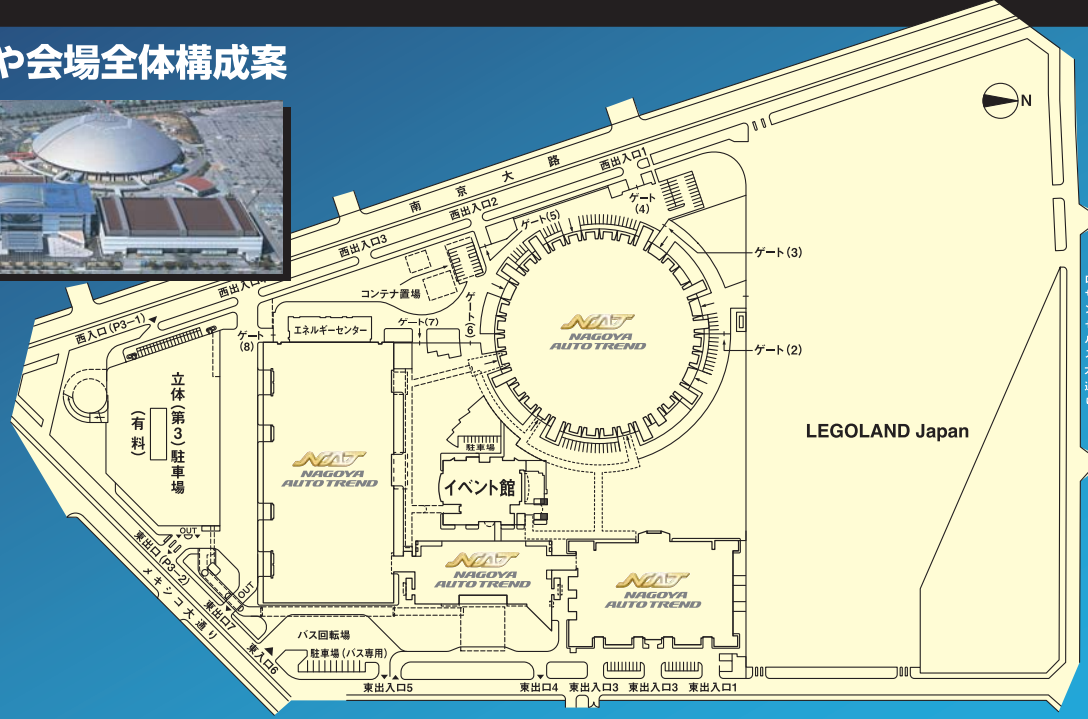 や会場全体構成案
N
南京大路
西出入口1
西出入口2
西出入口3
西出入口
西入口(P3-1)
ゲート(4)
ゲート(5)
ゲート(3)
ゲート(2)
ゲート6
ゲート(7)
ゲート(8)
コンテナ置場
エネルギーセンター
NAT
NAGOYA
AUTO TREND
立体(第3)駐車場
(有料)
NAT
NAGOYA
AUTO TREND
駐車場
イベント館
LEGOLAND Japan
NAT
NAGOYA
AUTO TREND
NAT
NAGOYA
AUTO TREND
OUT
東出口(P3-2)
OUT
メキシコ大通り
東出口7
東入口6
バス回転場
駐車場(バス専用)
東出入口5
東出口4
東出入口3
東出入口3
東出入口1